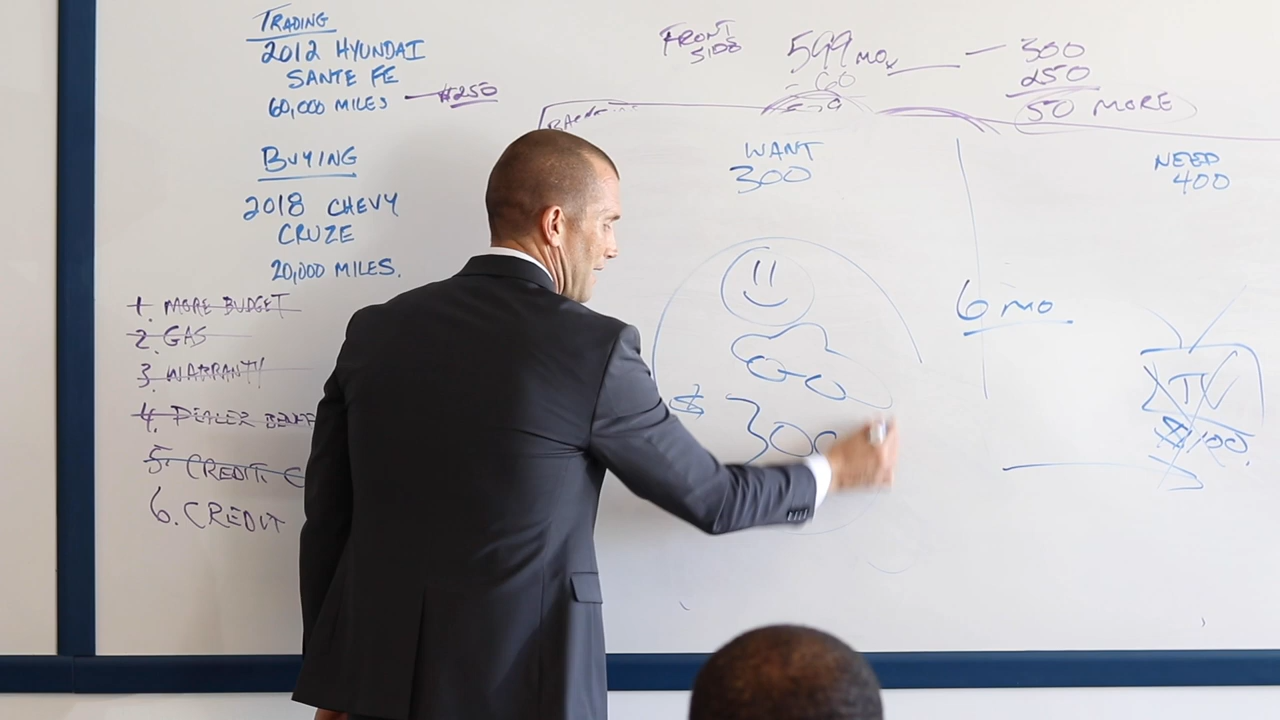 TRADING
2012 HYUNDAI
SANTE FE
60,000 MILES — $250
BUYING
2018 CHEVY
CRUZE
20,000 MILES.
1. MORE BUDGET
2. GAS
3. WARRANTY
4. DEALER
5. CREDIT
6. CREDIT
FRONT
SIDE
599 MO. — 300
250
50 MORE
WANT
300
NEED
400
6 mo
$ 300
TV
$100.